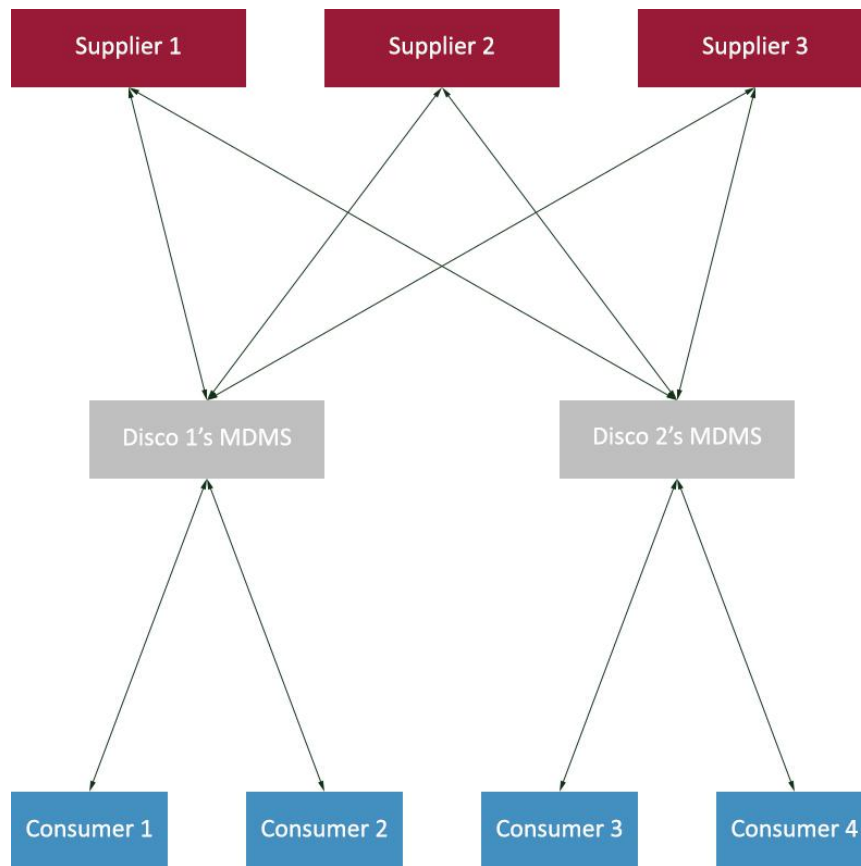 Supplier 1
Supplier 2
Supplier 3
Disco 1’s MDMS
Disco 2’s MDMS
Consumer 1
Consumer 2
Consumer 3
Consumer 4